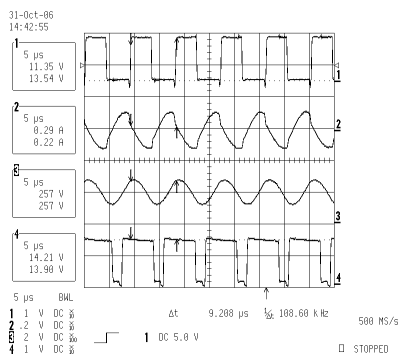 31-Oct-06
14:42:55
1
5 µs
11.35 V
13.54 V
1
2
5 µs
0.29 A
0.22 A
2
3
5 µs
257 V
257 V
3
4
5 µs
14.21 V
13.90 V
4
5 µs BWL
1 1 V DC
2 .2 V DC
3 2 V DC
4 1 V DC
Δt 9.208 µs 1/Δt 108.60 kHz
1 DC 5.0 V
500 MS/s
STOPPED